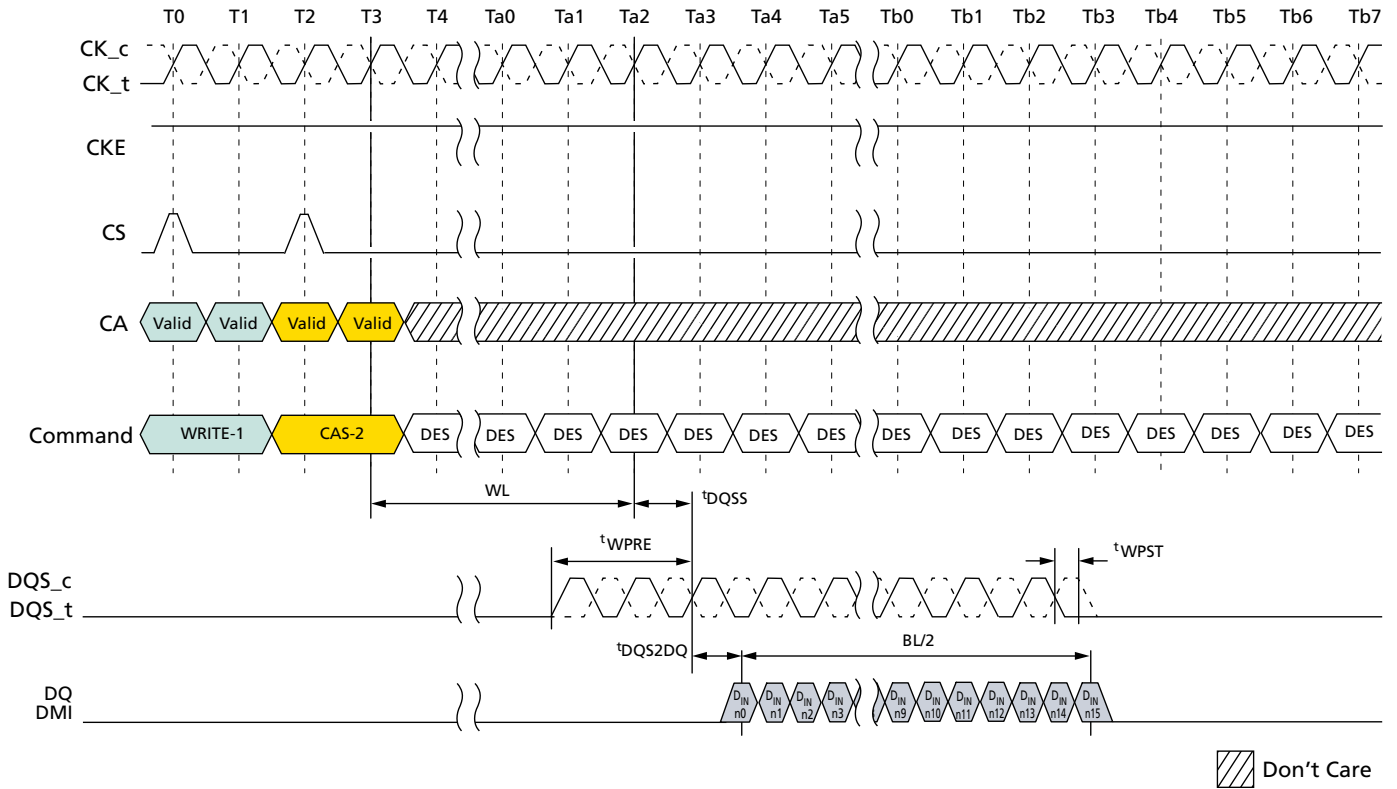 T0 T1 T2 T3 T4 Ta0 Ta1 Ta2 Ta3 Ta4 Ta5 Tb0 Tb1 Tb2 Tb3 Tb4 Tb5 Tb6 Tb7
CK_c
CK_t
CKE
CS
CA Valid Valid Valid Valid
Command WRITE-1 CAS-2 DES DES DES DES DES DES DES DES DES DES DES DES DES DES DES
WL tDQSS
tWPRE tWPST
DQS_c
DQS_t
tDQS2DQ BL/2
DQ
DMI
DIN n0 DIN n1 DIN n2 DIN n3 DIN n9 DIN n10 DIN n11 DIN n12 DIN n13 DIN n14 DIN n15
Don't Care